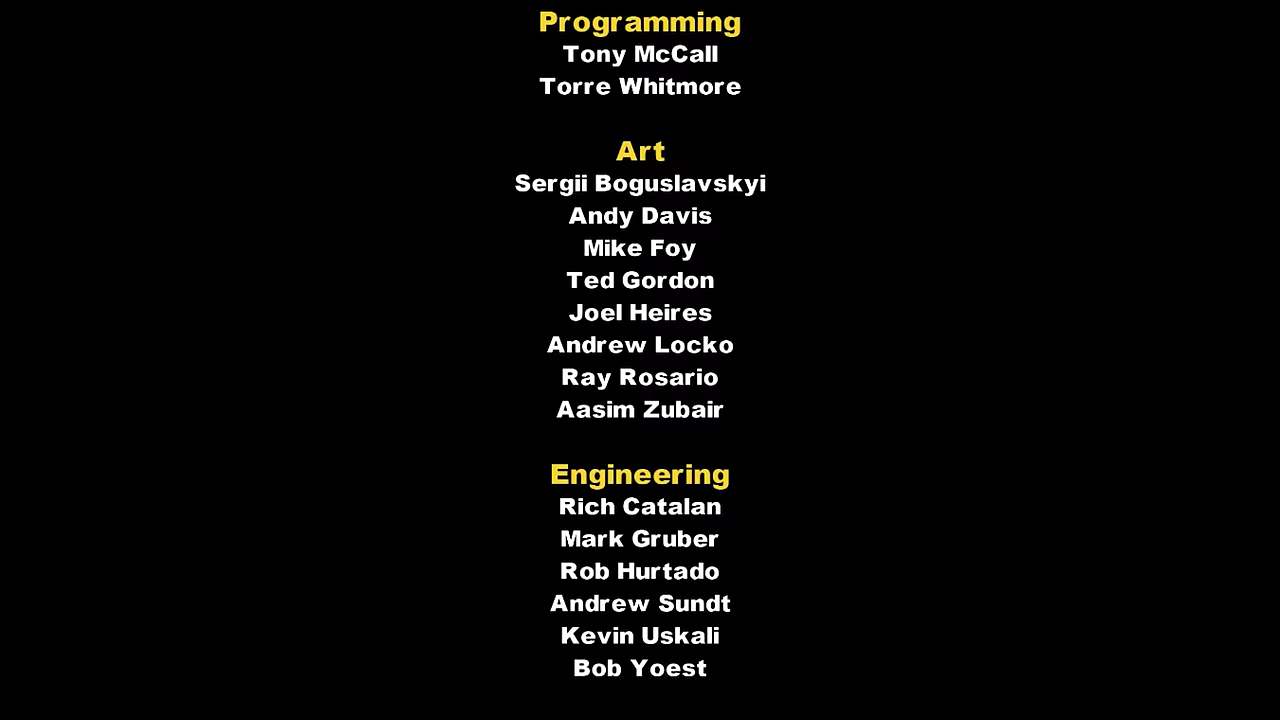 Programming
Tony McCall
Torre Whitmore
Art
Sergii Boguslavskyi
Andy Davis
Mike Foy
Ted Gordon
Joel Heires
Andrew Locko
Ray Rosario
Aasim Zubair
Engineering
Rich Catalan
Mark Gruber
Rob Hurtado
Andrew Sundt
Kevin Uskali
Bob Yoest